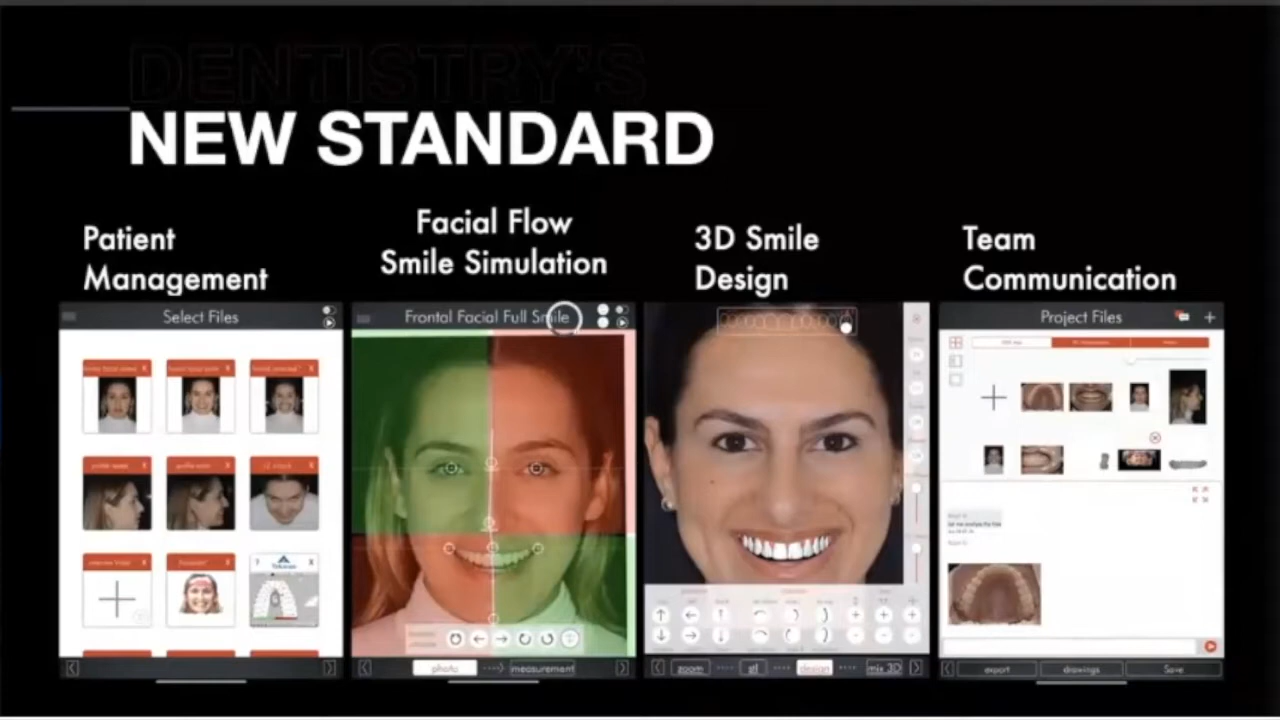 DENTISTRY'S
NEW STANDARD
Patient
Management
Facial Flow
Smile Simulation
3D Smile
Design
Team
Communication
Select Files
Frontal Facial Full Smile
Project Files
photo
measurement
zoom
design
mix 3D
export
drawings
Save